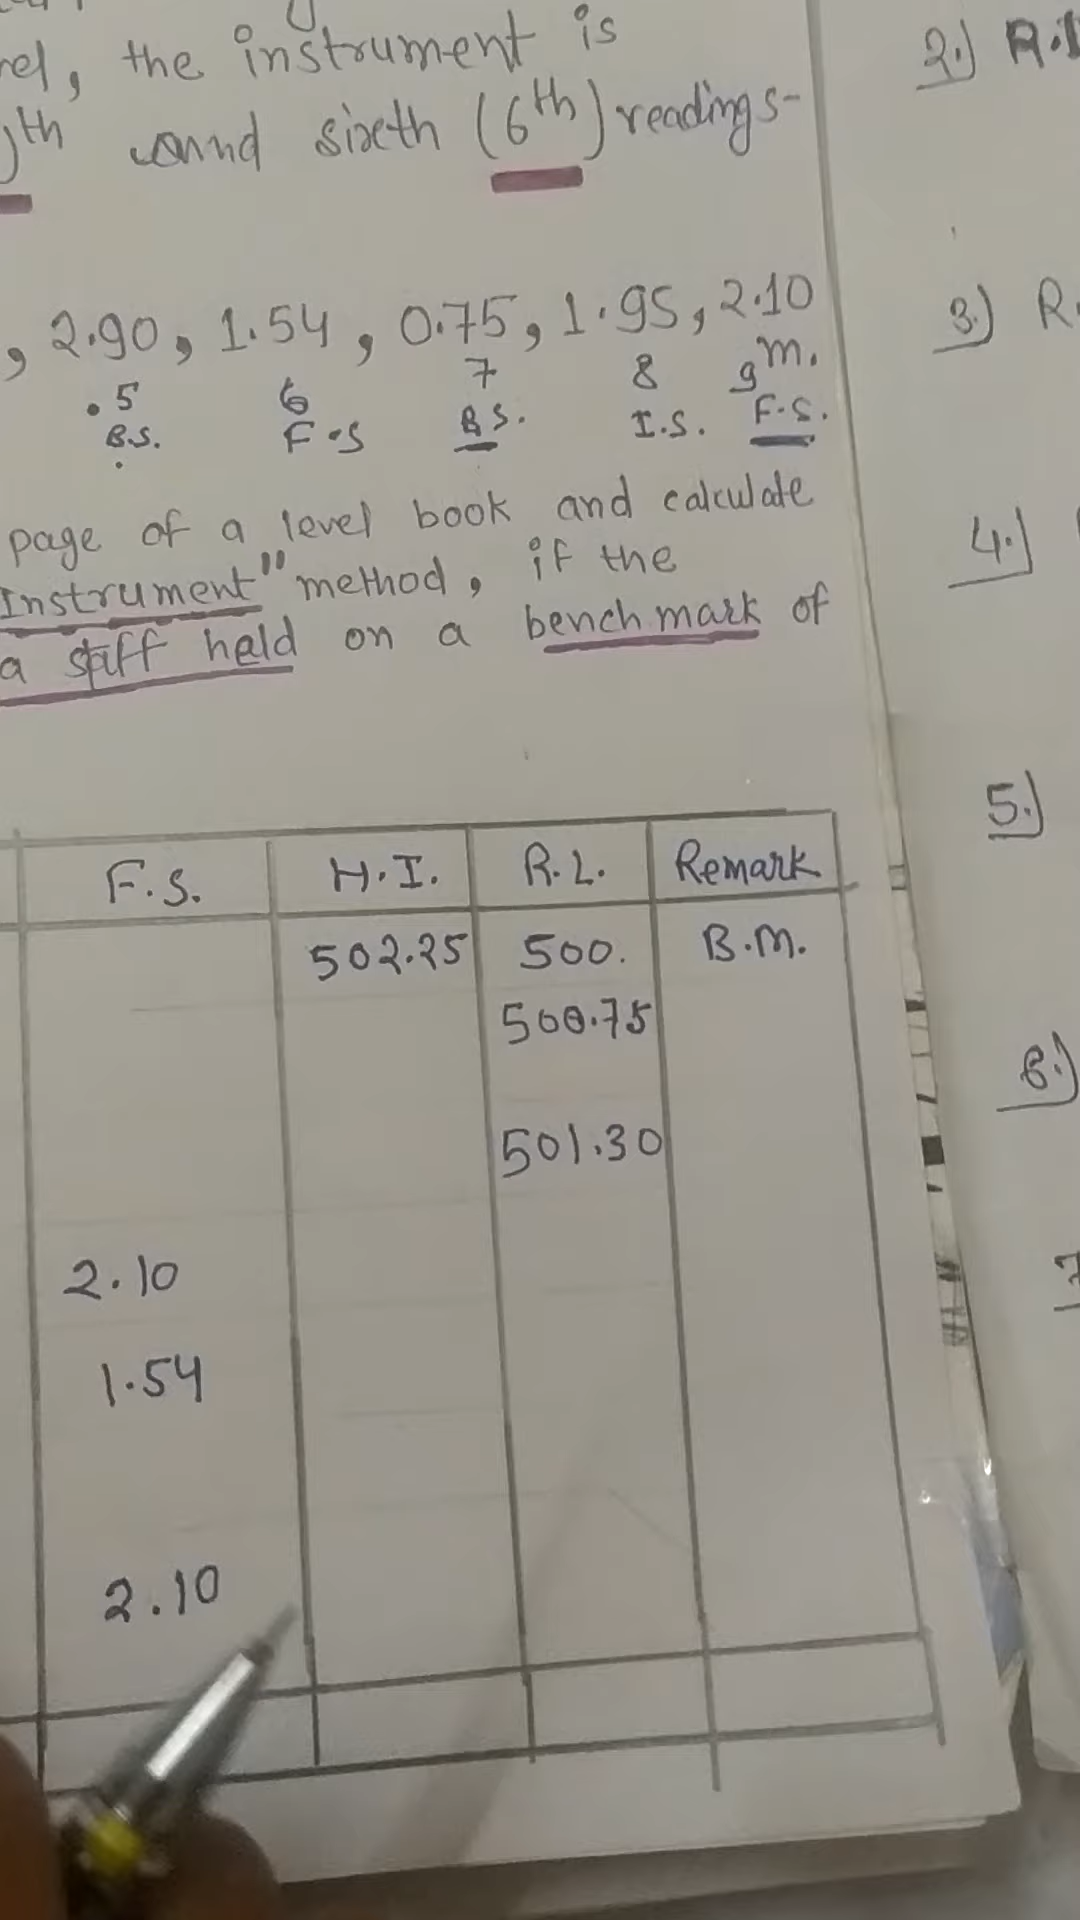 the instrument is
th and sixth (6th) readings-
, 2.90, 1.54, 0.75, 1.95, 2.10 m.
5 6 7 8 9
B.S. F.S B.S. I.S. F.S.
page of a level book and calculate
Instrument" method, if the
a staff held on a bench mark of
F.S. H.I. R.L. Remark
502.25 500. B.M.
500.75
501.30
2.10
1.54
2.10
2.) R.L
3.) R.
4.)
5.)
6.)
7